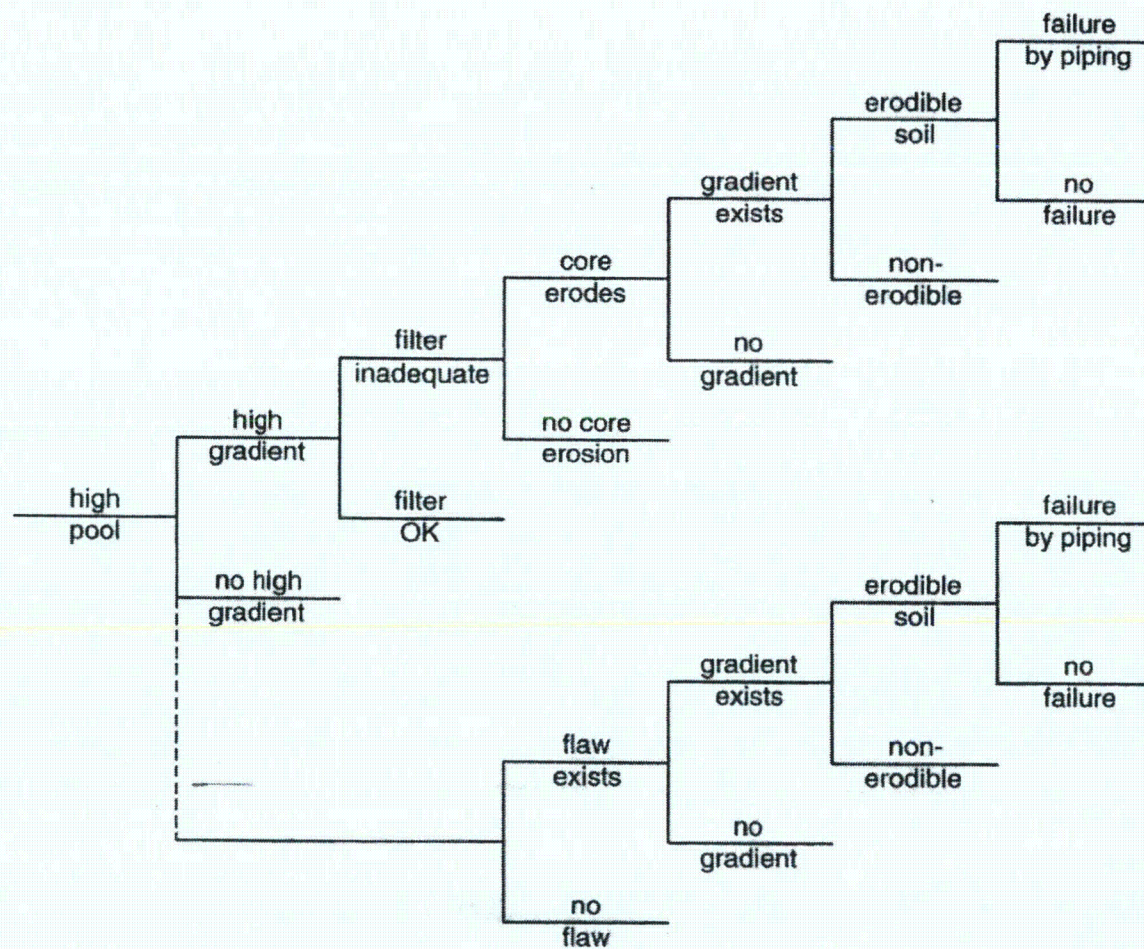 failure
by piping
erodible
soil
no
failure
gradient
exists
non-
erodible
core
erodes
no
gradient
filter
inadequate
no core
erosion
high
gradient
filter
OK
high
pool
no high
gradient
failure
by piping
erodible
soil
no
failure
gradient
exists
non-
erodible
flaw
exists
no
gradient
no
flaw